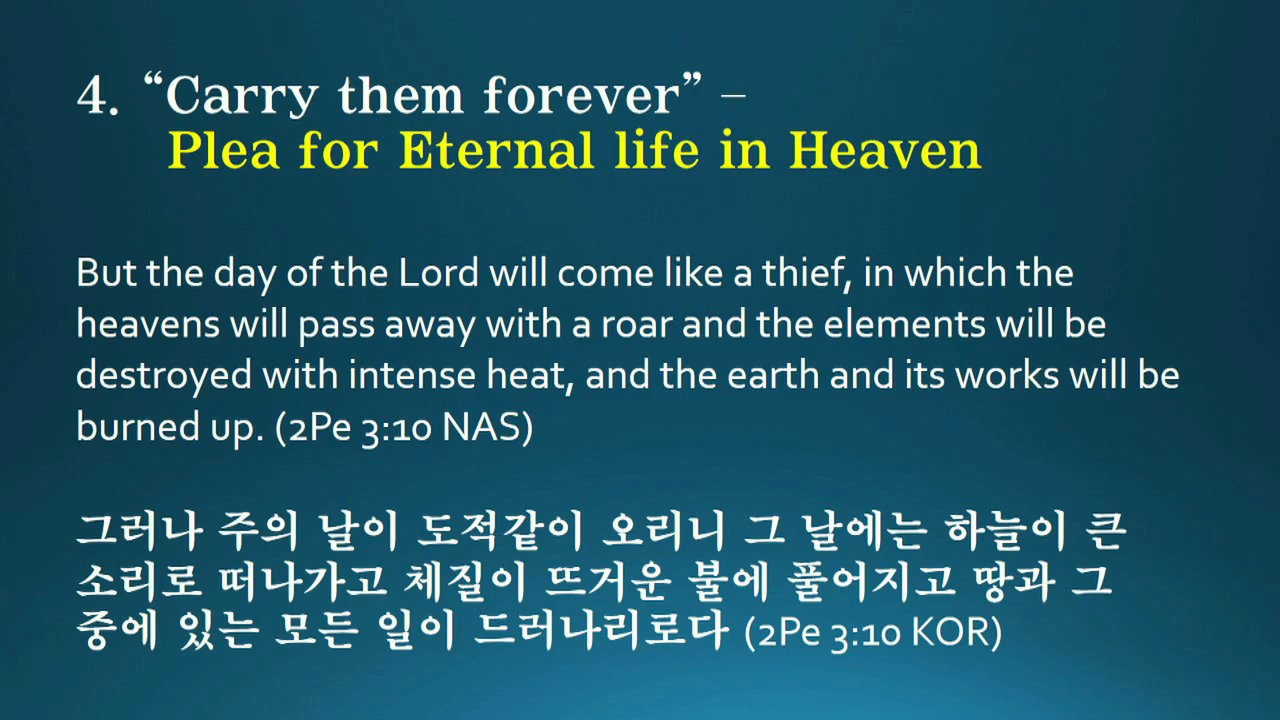 4. “Carry them forever” –
Plea for Eternal life in Heaven
But the day of the Lord will come like a thief, in which the
heavens will pass away with a roar and the elements will be
destroyed with intense heat, and the earth and its works will be
burned up. (2Pe 3:10 NAS)
그러나 주의 날이 도적같이 오리니 그 날에는 하늘이 큰
소리로 떠나가고 체질이 뜨거운 불에 풀어지고 땅과 그
중에 있는 모든 일이 드러나리로다 (2Pe 3:10 KOR)